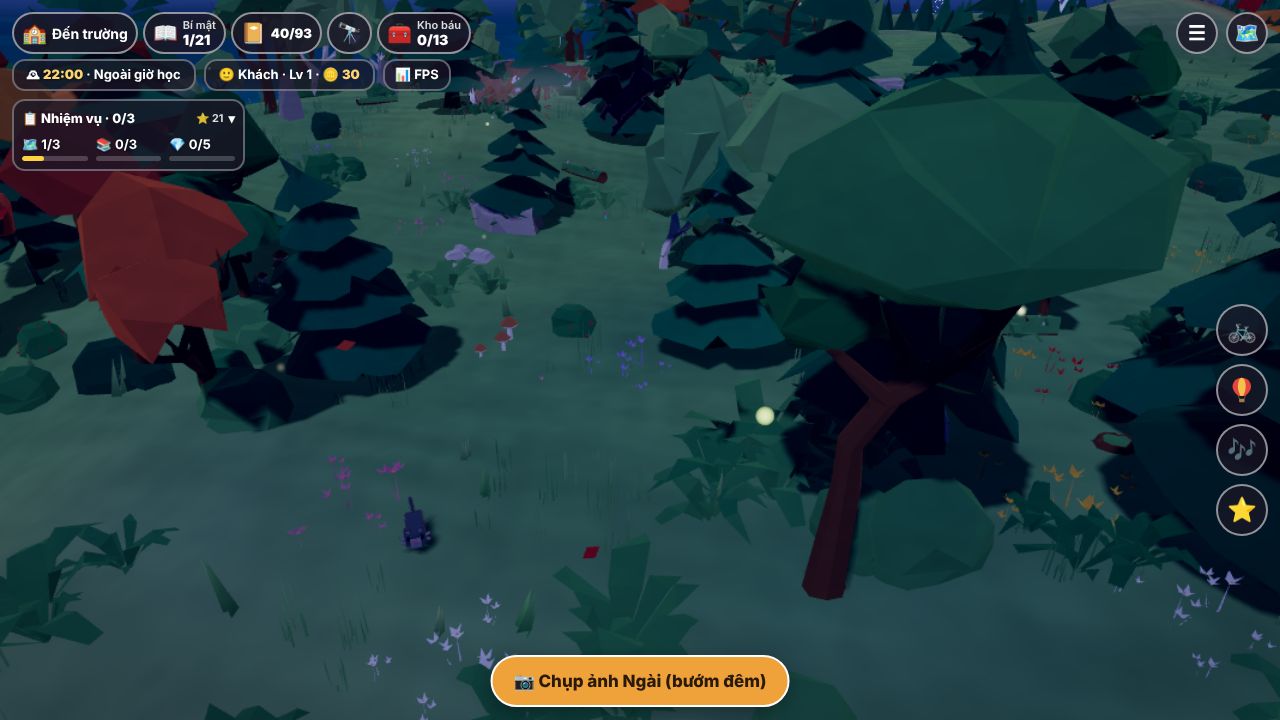 Đến trường
Bí mật
1/21
40/93
Kho báu
0/13
22:00 · Ngoài giờ học
Khách · Lv 1 · 30
FPS
Nhiệm vụ · 0/3
21 ▾
1/3
0/3
0/5
Chụp ảnh Ngài (bướm đêm)